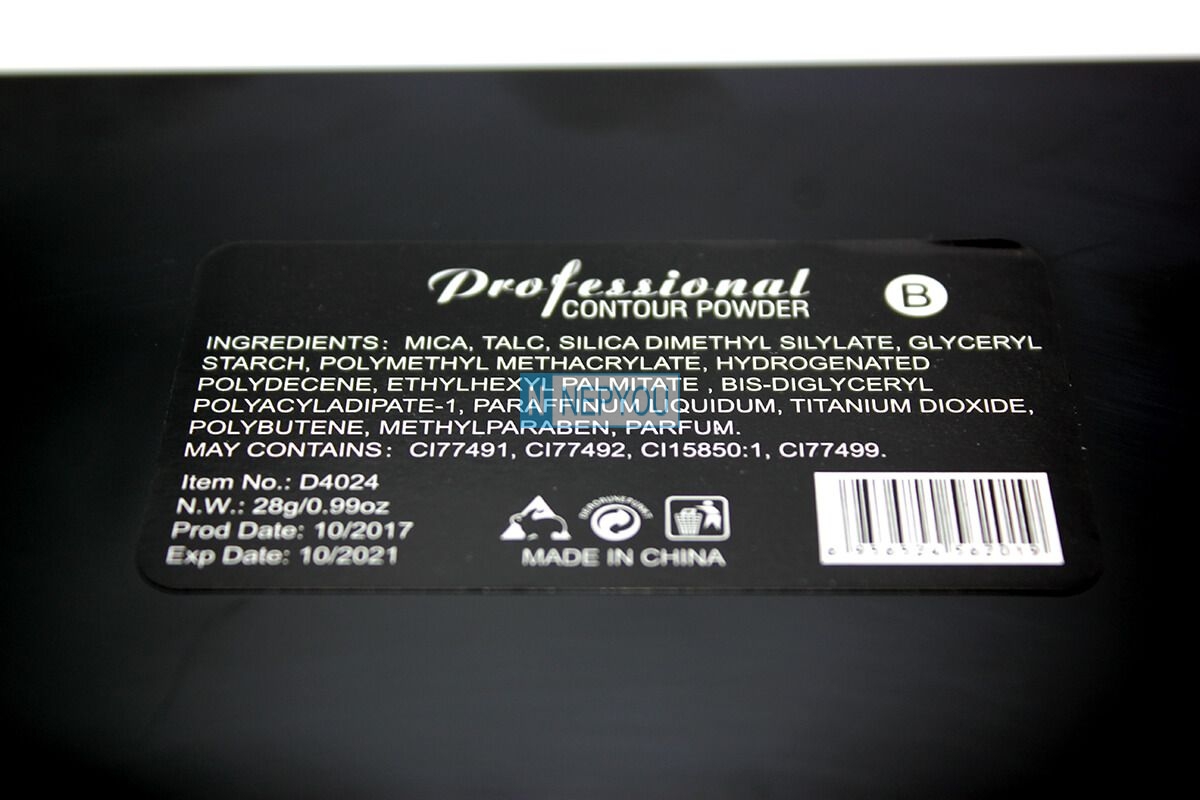 Professional
CONTOUR POWDER
B
INGREDIENTS: MICA, TALC, SILICA DIMETHYL SILYLATE, GLYCERYL
STARCH, POLYMETHYL METHACRYLATE, HYDROGENATED
POLYDECENE, ETHYLHEXYL PALMITATE , BIS-DIGLYCERYL
POLYACYLADIPATE-1, PARAFFINUM LIQUIDUM, TITANIUM DIOXIDE,
POLYBUTENE, METHYLPARABEN, PARFUM.
MAY CONTAINS: CI77491, CI77492, CI15850:1, CI77499.
N NEPYOU
Item No.: D4024
N.W.: 28g/0.99oz
Prod Date: 10/2017
Exp Date: 10/2021
MADE IN CHINA